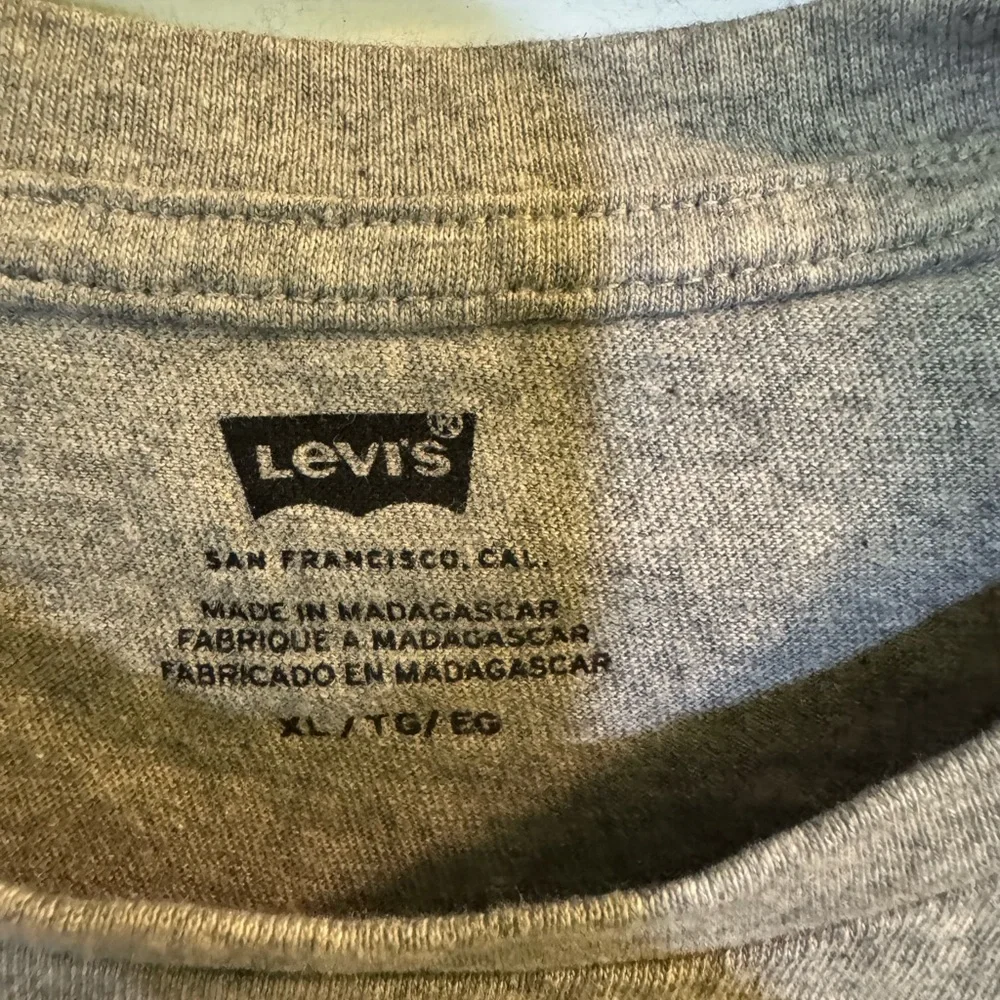 Levi's®
SAN FRANCISCO, CAL.
MADE IN MADAGASCAR
FABRIQUE A MADAGASCAR
FABRICADO EN MADAGASCAR
XL / TG / EG